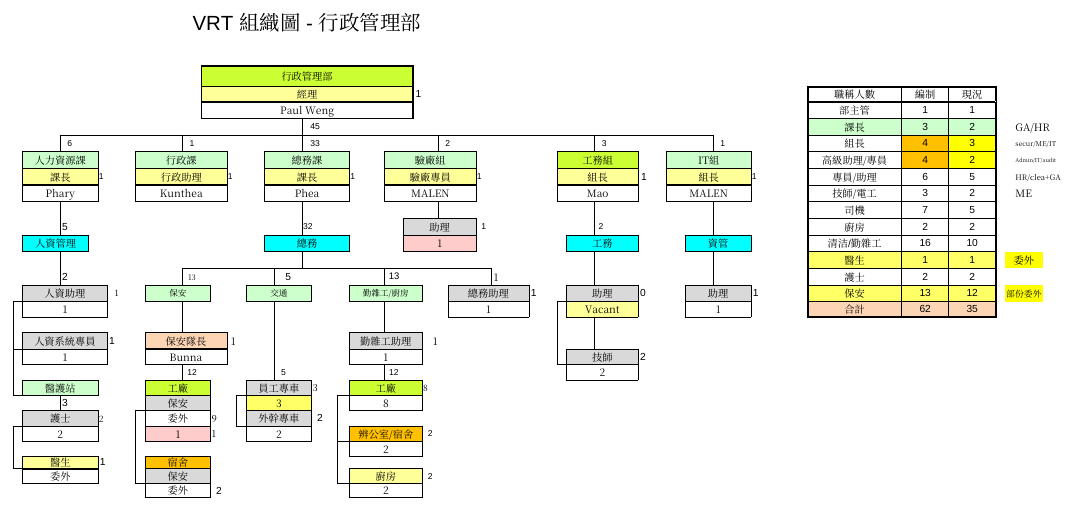 VRT 組織圖 - 行政管理部
行政管理部
經理 1
Paul Weng
45
6 1 33 2 3 1
人力資源課 行政課 總務課 驗廠組 工務組 IT組
課長 1 行政助理 1 課長 1 驗廠專員 1 組長 1 組長 1
Phary Kunthea Phea MALEN Mao MALEN
5 32 助理 1 2
人資管理 總務 1 工務 資管
2 13 5 13 1
人資助理 1 保安 交通 勤雜工/廚房 總務助理 1 助理 0 助理 1
1 1 Vacant 1
人資系統專員 1 保安隊長 1 勤雜工助理 1
1 Bunna 1 技師 2
12 5 12 2
醫護站 工廠 員工專車 3 工廠 8
3 保安 3 8
護士 2 委外 9 外幹專車 2
2 1 1 2 辨公室/宿舍 2
2
醫生 1 宿舍
委外 保安 廚房 2
委外 2 2
職稱人數 編制 現況
部主管 1 1
課長 3 2 GA/HR
組長 4 3 secur/ME/IT
高級助理/專員 4 2 Admin/IT/audit
專員/助理 6 5 HR/clea+GA
技師/電工 3 2 ME
司機 7 5
廚房 2 2
清洁/勤雜工 16 10
醫生 1 1 委外
護士 2 2
保安 13 12 部份委外
合計 62 35